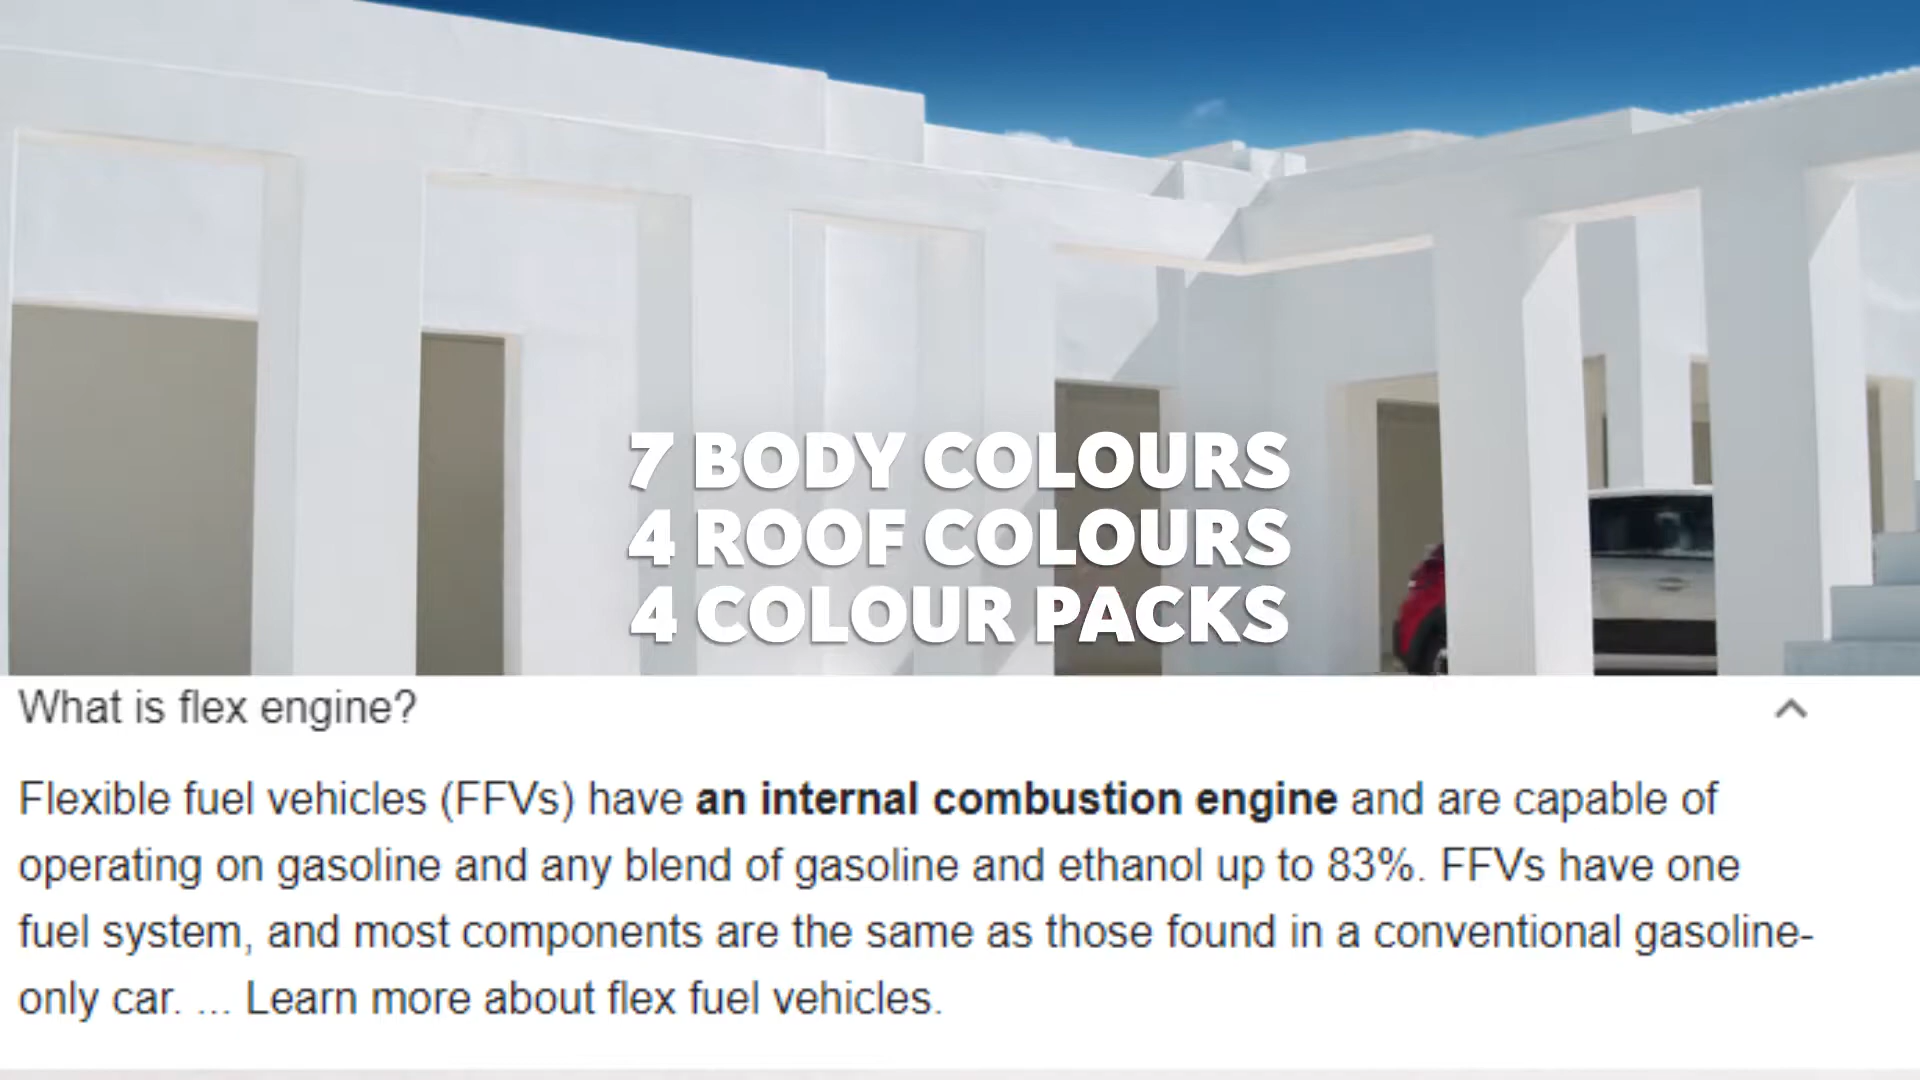 7 BODY COLOURS
4 ROOF COLOURS
4 COLOUR PACKS
What is flex engine?
Flexible fuel vehicles (FFVs) have an internal combustion engine and are capable of
operating on gasoline and any blend of gasoline and ethanol up to 83%. FFVs have one
fuel system, and most components are the same as those found in a conventional gasoline-
only car. ... Learn more about flex fuel vehicles.